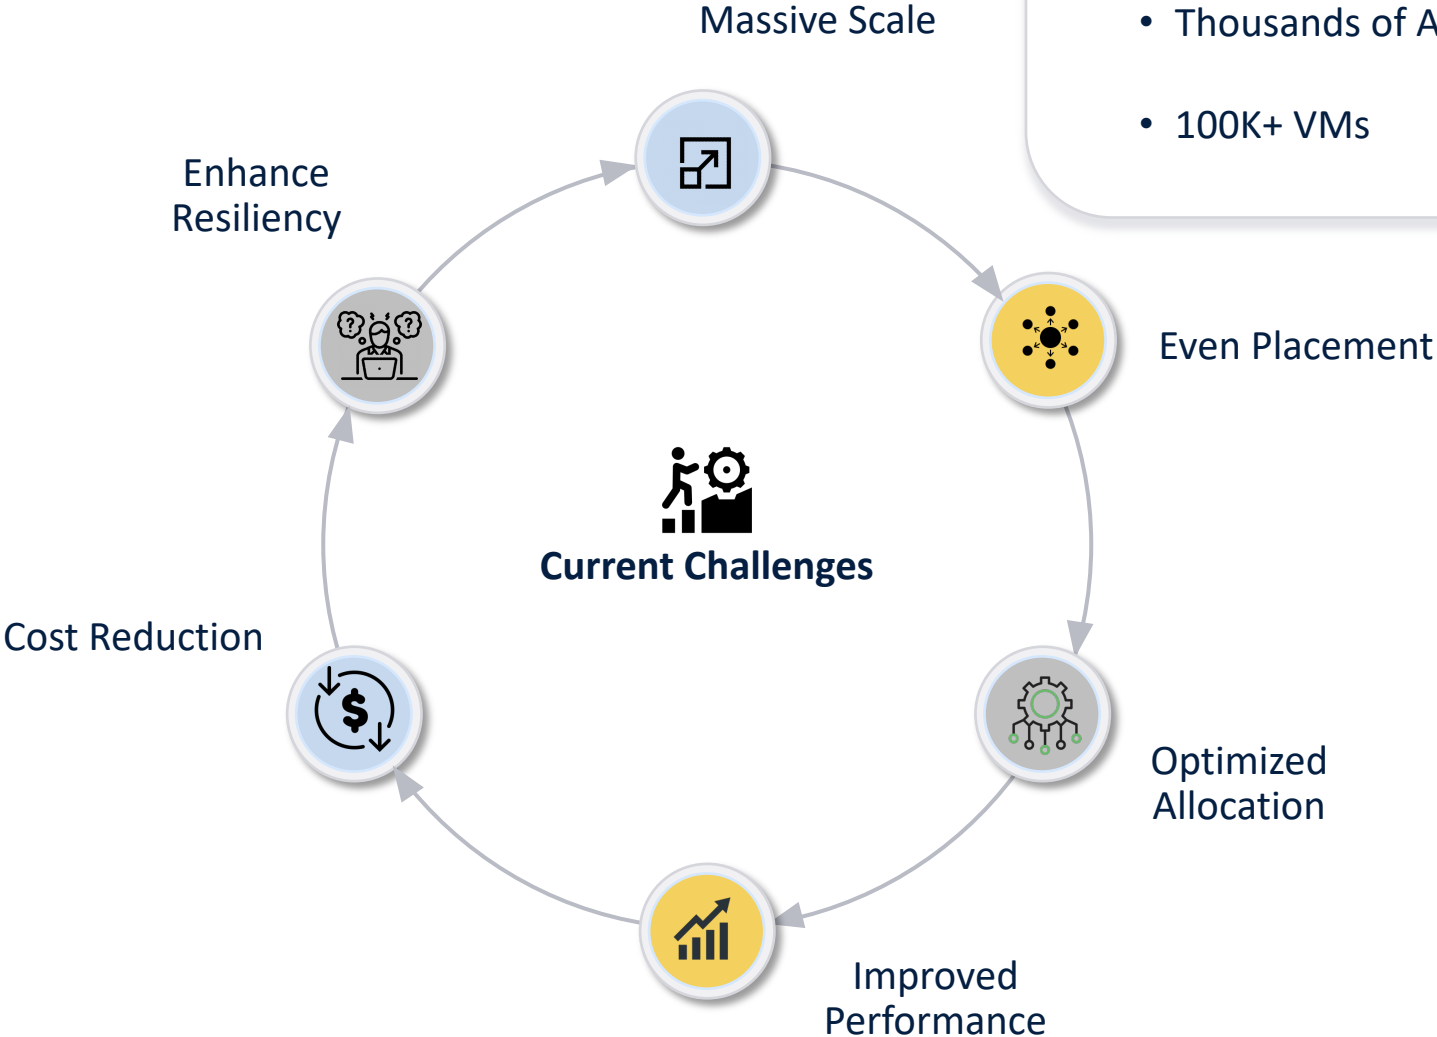 Massive Scale
• Thousands of
• 100K+ VMs
Enhance
Resiliency
Even Placement
Current Challenges
Cost Reduction
Optimized
Allocation
Improved
Performance